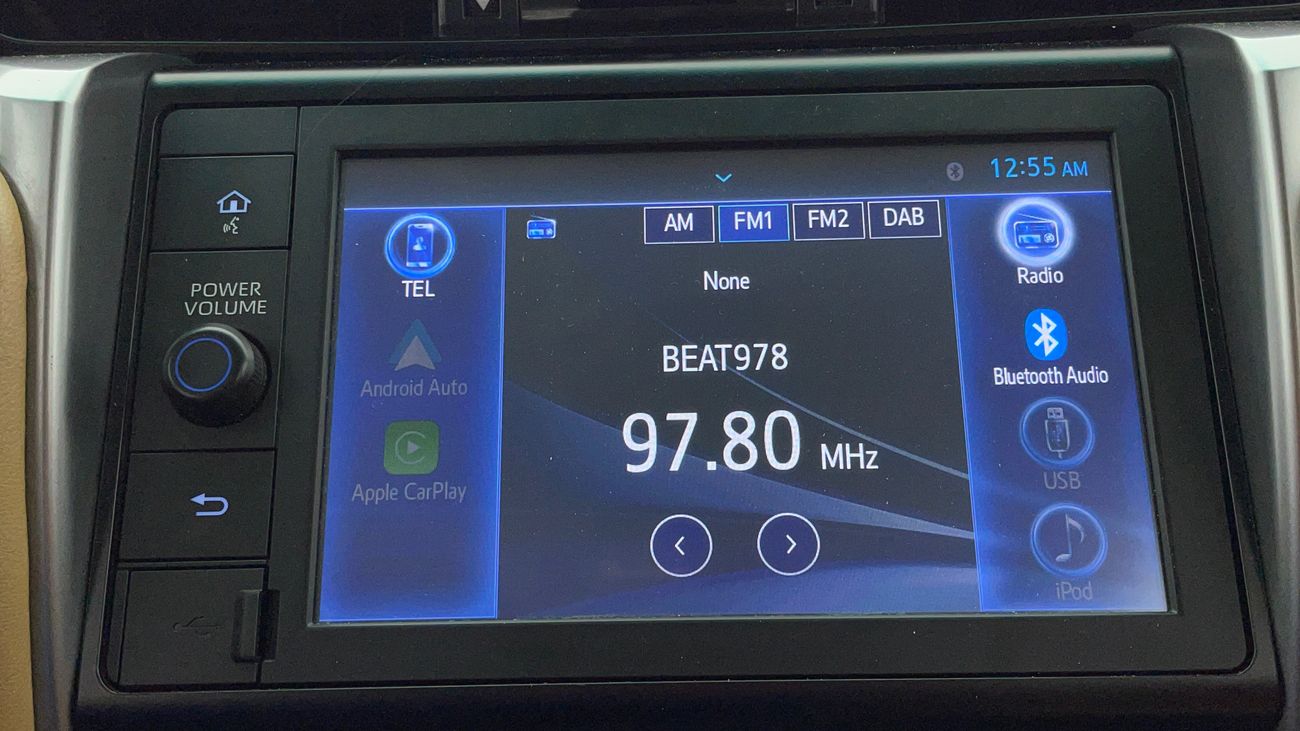 12:55 AM
POWER
VOLUME
TEL
Android Auto
Apple CarPlay
AM FM1 FM2 DAB
None
BEAT978
97.80 MHz
Radio
Bluetooth Audio
USB
iPod